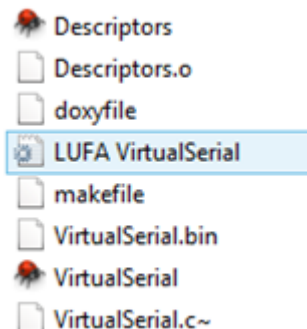 Descriptors
Descriptors.o
doxyfile
LUFA VirtualSerial
makefile
VirtualSerial.bin
VirtualSerial
VirtualSerial.c~